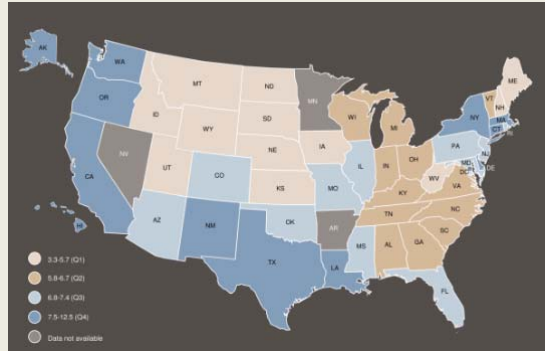 AK
WA
MT
ND
MN
ME
OR
ID
SD
WI
MI
VT
NH
NY
MA
CT
RI
WY
IA
NE
PA
NJ
NV
UT
CO
IL
IN
OH
MD
DE
DC
WV
VA
CA
KS
MO
KY
NC
TN
AZ
NM
OK
AR
SC
MS
AL
GA
HI
TX
LA
FL
3.3-5.7 (Q1)
5.8-6.7 (Q2)
6.8-7.4 (Q3)
7.5-12.5 (Q4)
Data not available